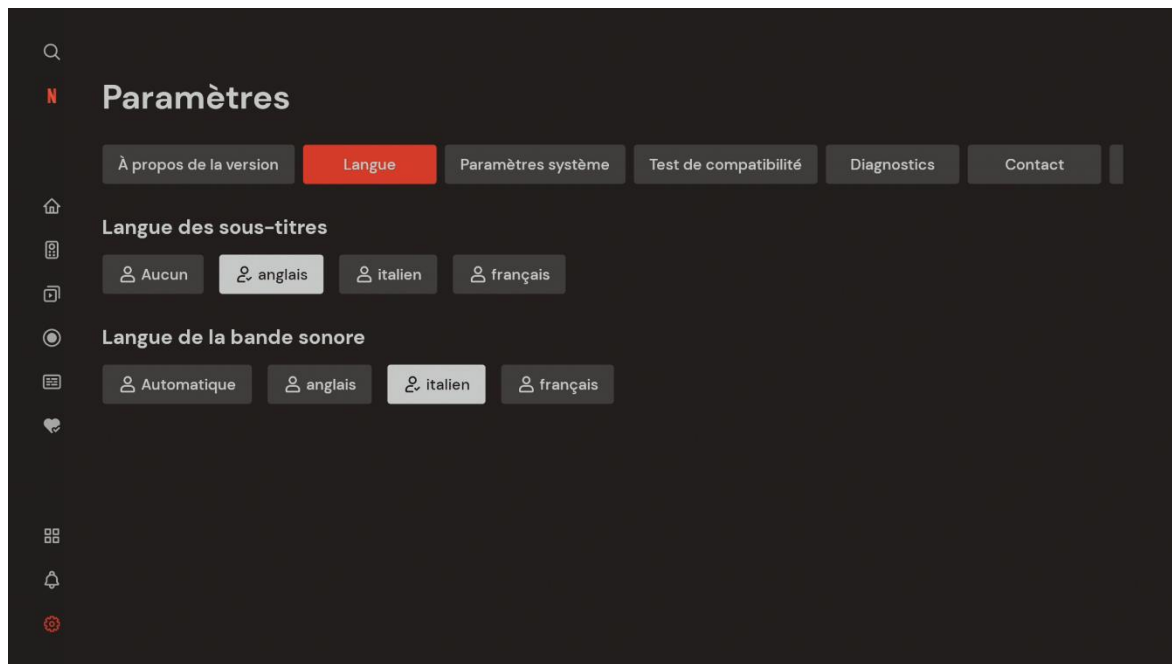 N
Paramètres
À propos de la version Langue Paramètres système Test de compatibilité Diagnostics Contact
Langue des sous-titres
Aucun anglais italien français
Langue de la bande sonore
Automatique anglais italien français